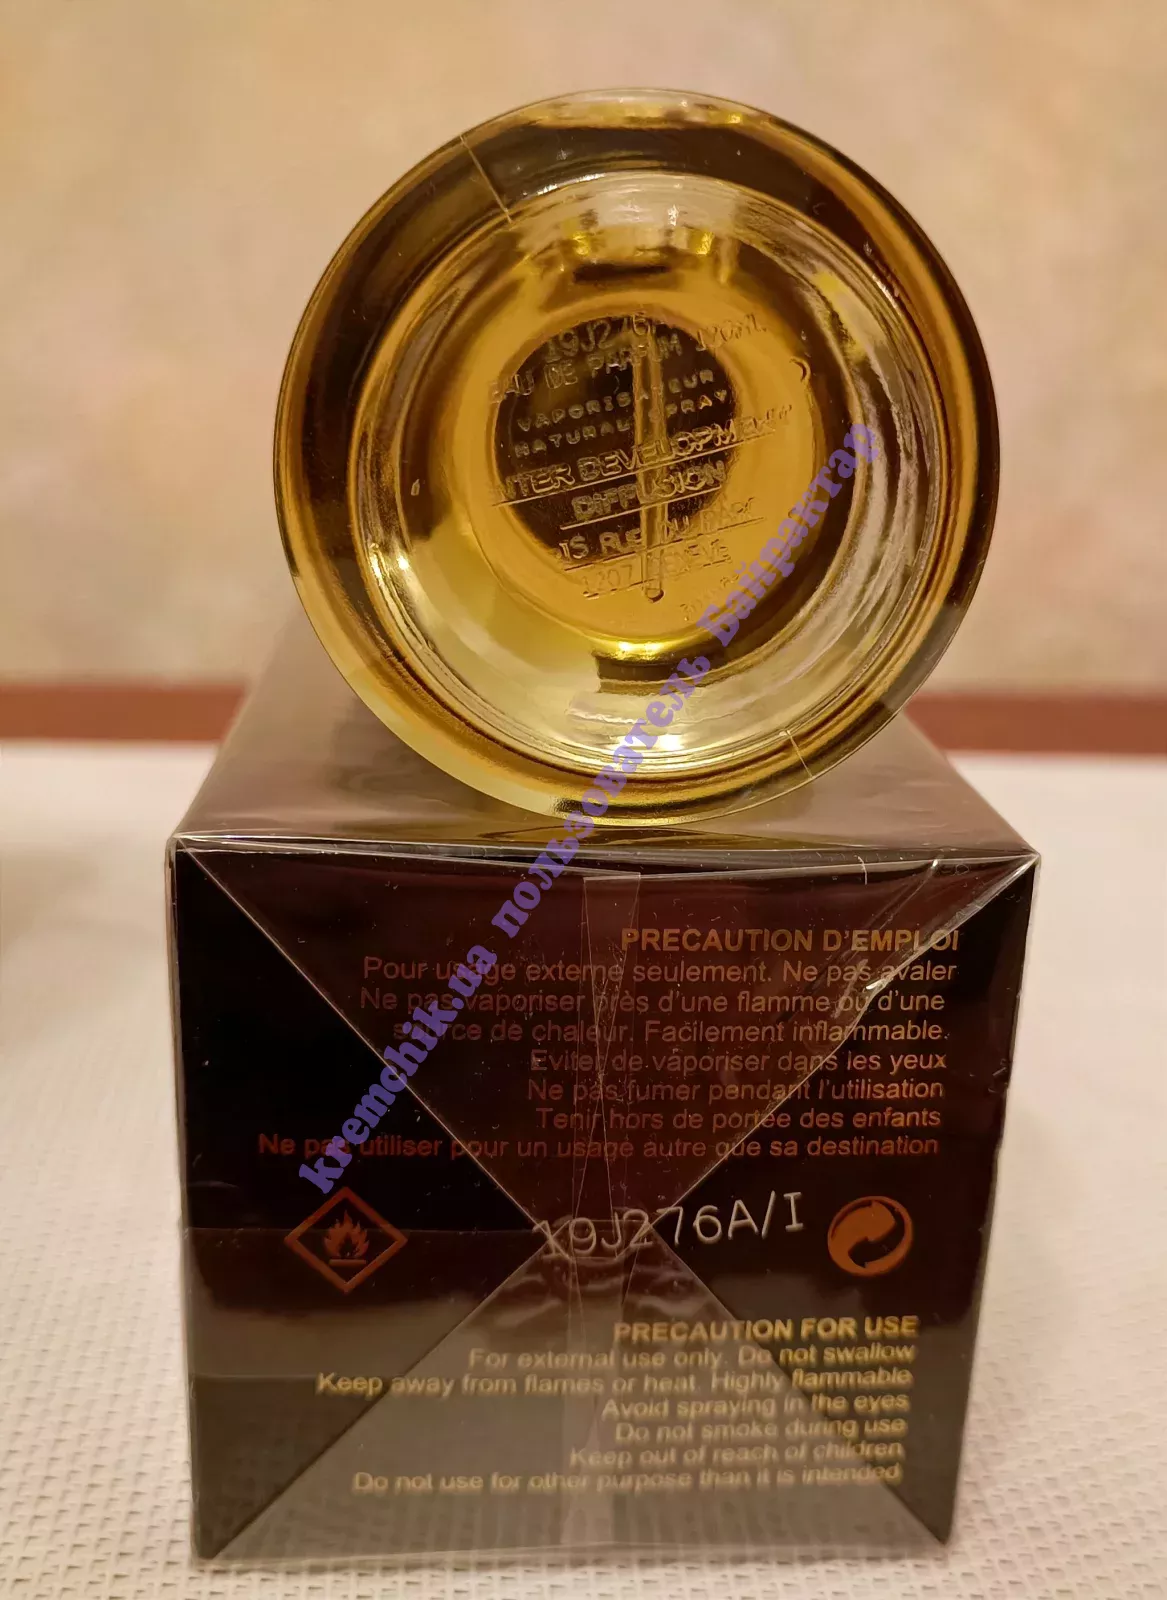 19J276
EAU DE PARFUM 120ML
VAPORISATEUR
NATURAL SPRAY
DEVELOPMENT
DIFFUSION
15 RUE DU
1207 GENEVE
kremchik.ua пользователь Байрактар
PRECAUTION D'EMPLOI
Pour usage externe seulement. Ne pas avaler
Ne pas vaporiser près d'une flamme ou d'une
source de chaleur. Facilement inflammable.
Eviter de vaporiser dans les yeux
Ne pas fumer pendant l'utilisation
Tenir hors de portée des enfants
Ne pas utiliser pour un usage autre que sa destination
19J276A/I
PRECAUTION FOR USE
For external use only. Do not swallow
Keep away from flames or heat. Highly flammable
Avoid spraying in the eyes
Do not smoke during use
Keep out of reach of children
Do not use for other purpose than it is intended